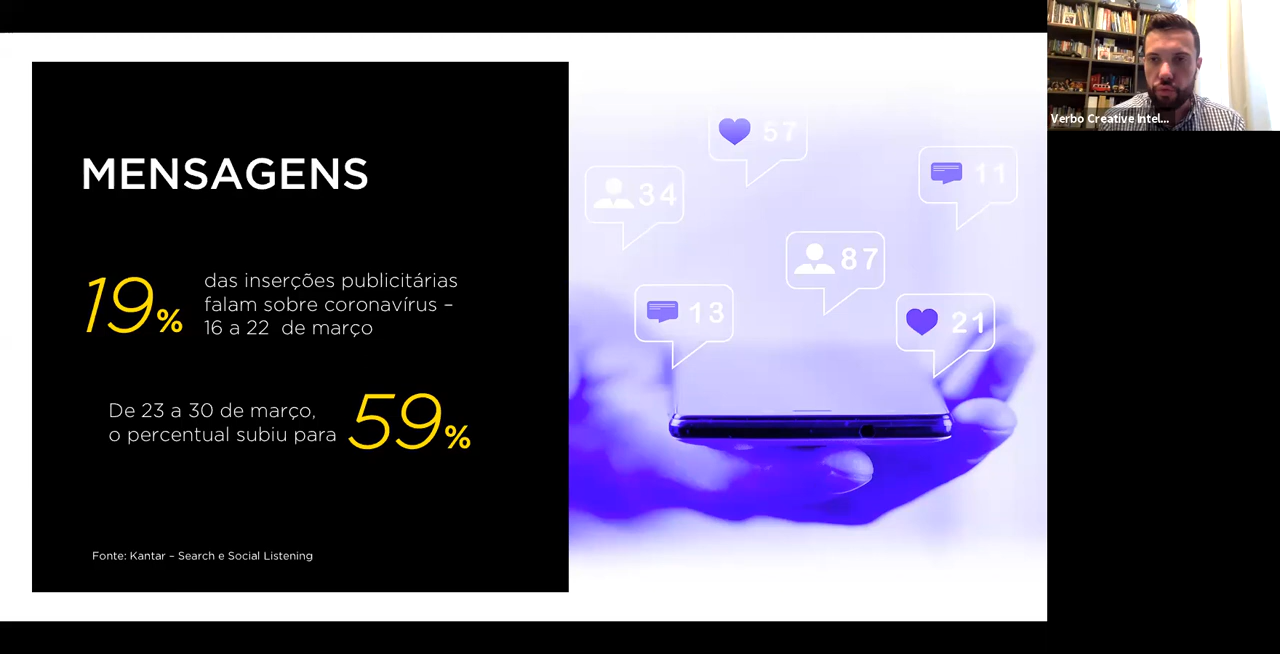 MENSAGENS
19%
das inserções publicitárias
falam sobre coronavírus –
16 a 22 de março
De 23 a 30 de março,
o percentual subiu para
59%
Fonte: Kantar – Search e Social Listening
57
34
11
87
13
21
Verbo Creative Intel...